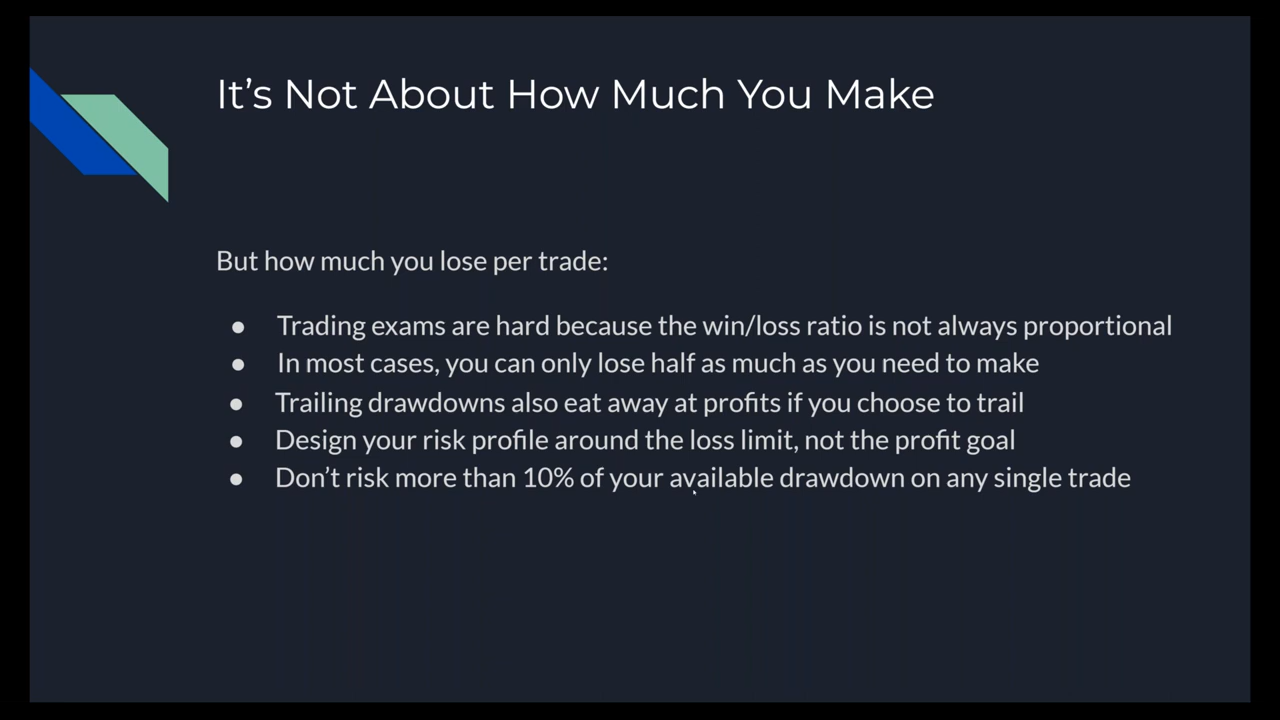 It’s Not About How Much You Make
But how much you lose per trade:
● Trading exams are hard because the win/loss ratio is not always proportional
● In most cases, you can only lose half as much as you need to make
● Trailing drawdowns also eat away at profits if you choose to trail
● Design your risk profile around the loss limit, not the profit goal
● Don’t risk more than 10% of your available drawdown on any single trade